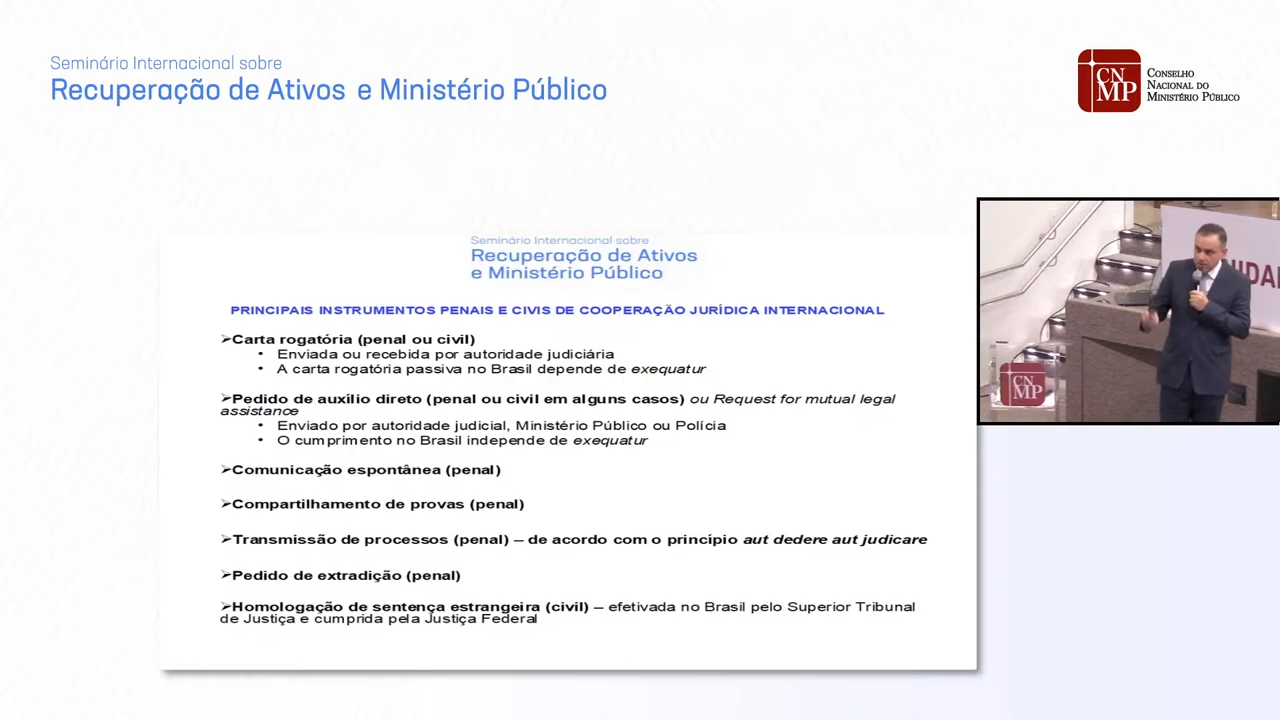 Seminário Internacional sobre
Recuperação de Ativos e Ministério Público
CN
MP
CONSELHO
NACIONAL DO
MINISTÉRIO PÚBLICO
Seminário Internacional sobre
Recuperação de Ativos
e Ministério Público
PRINCIPAIS INSTRUMENTOS PENAIS E CIVIS DE COOPERAÇÃO JURÍDICA INTERNACIONAL
➢Carta rogatória (penal ou civil)
• Enviada ou recebida por autoridade judiciária
• A carta rogatória passiva no Brasil depende de exequatur
➢Pedido de auxílio direto (penal ou civil em alguns casos) ou Request for mutual legal
assistance
• Enviado por autoridade judicial, Ministério Público ou Polícia
• O cumprimento no Brasil independe de exequatur
➢Comunicação espontânea (penal)
➢Compartilhamento de provas (penal)
➢Transmissão de processos (penal) – de acordo com o princípio aut dedere aut judicare
➢Pedido de extradição (penal)
➢Homologação de sentença estrangeira (civil) – efetivada no Brasil pelo Superior Tribunal
de Justiça e cumprida pela Justiça Federal
CN
MP